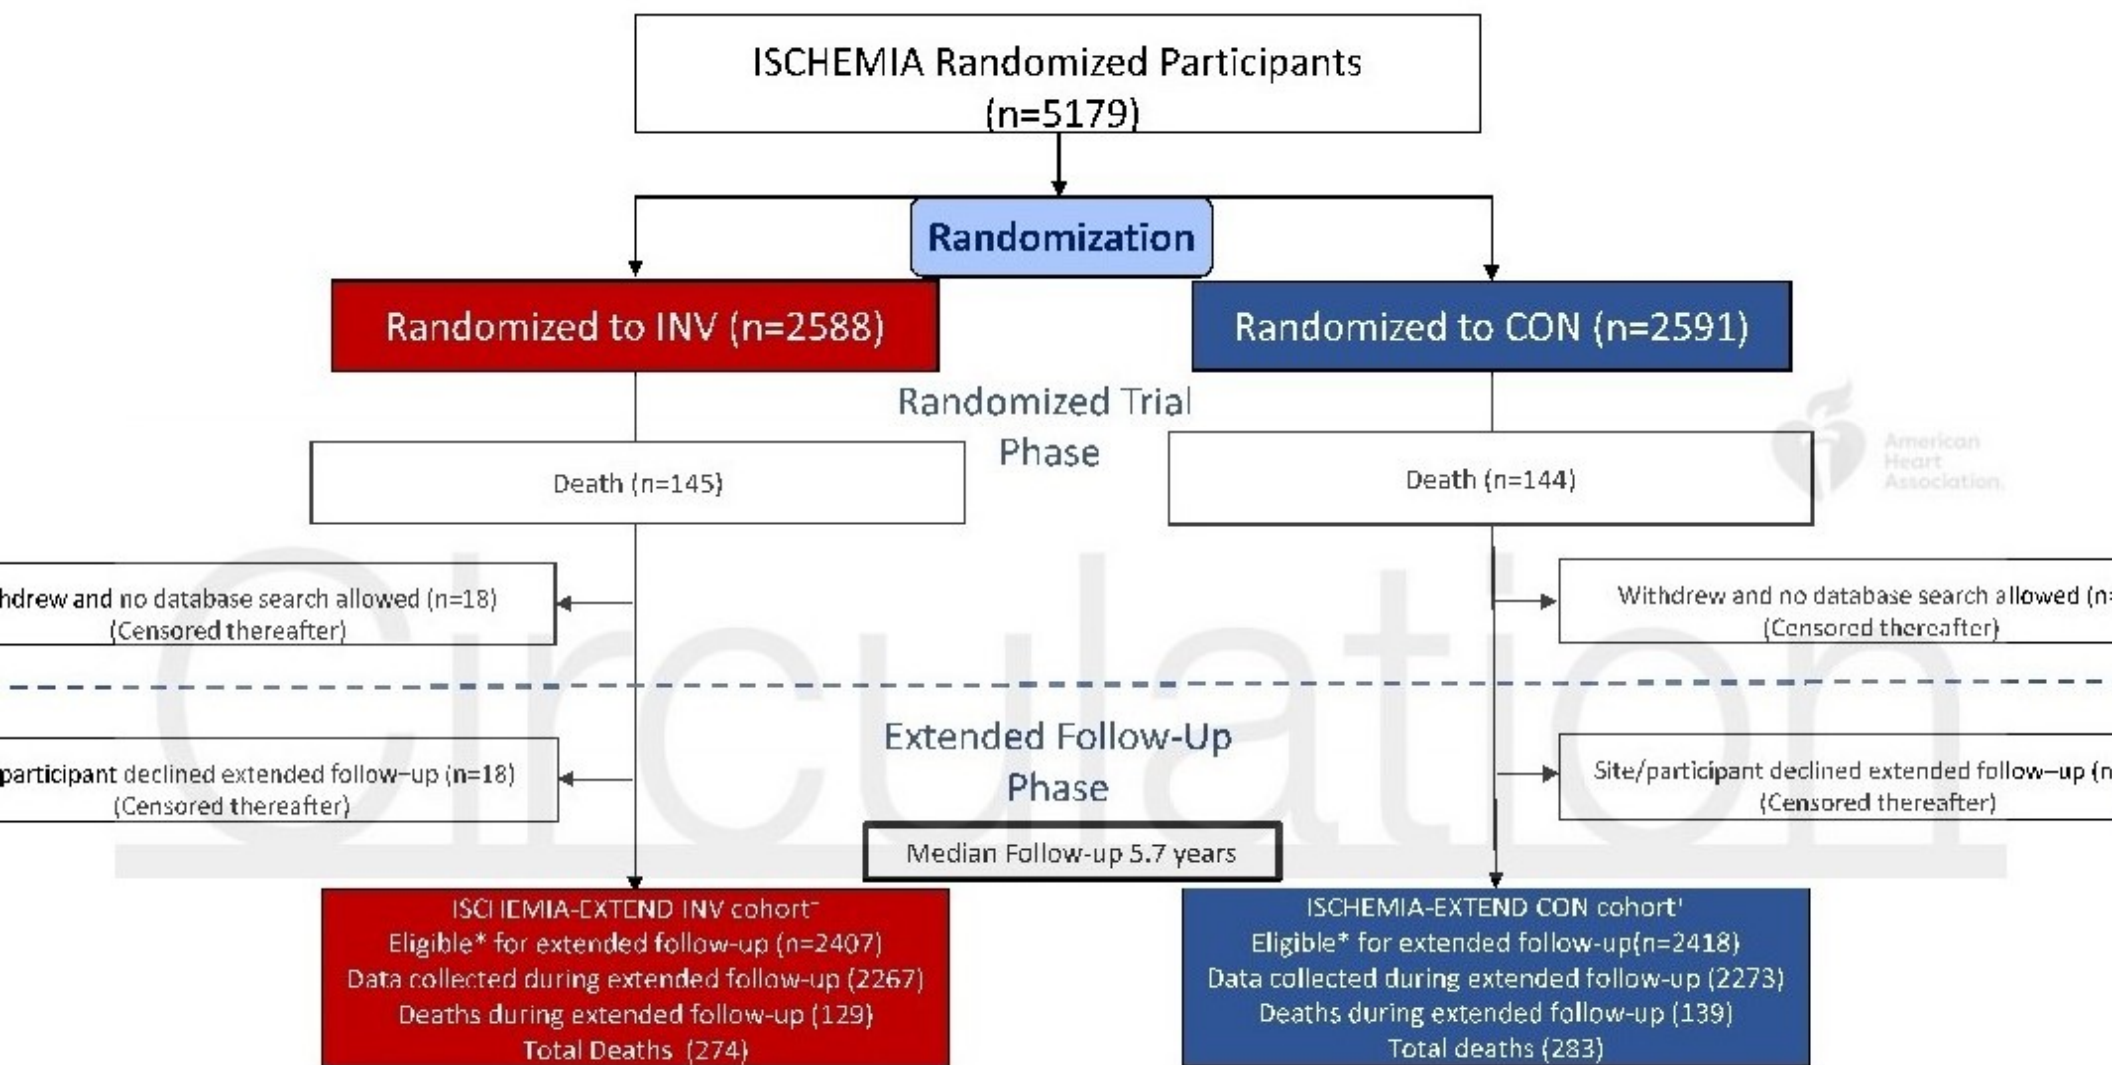 ISCHEMIA Randomized Participants
(n=5179)
Randomization
Randomized to INV (n=2588)
Randomized to CON (n=2591)
Randomized Trial
Phase
Death (n=145)
Death (n=144)
American
Heart
Association.
hdrew and no database search allowed (n=18)
(Censored thereafter)
Withdrew and no database search allowed (n=
(Censored thereafter)
Circulation
Extended Follow-Up
Phase
participant declined extended follow-up (n=18)
(Censored thereafter)
Site/participant declined extended follow-up (n
(Censored thereafter)
Median Follow-up 5.7 years
ISCHEMIA-EXTEND INV cohort
Eligible* for extended follow-up (n=2407)
Data collected during extended follow-up (2267)
Deaths during extended follow-up (129)
Total Deaths (274)
ISCHEMIA-EXTEND CON cohort
Eligible* for extended follow-up(n=2418)
Data collected during extended follow-up (2273)
Deaths during extended follow-up (139)
Total deaths (283)